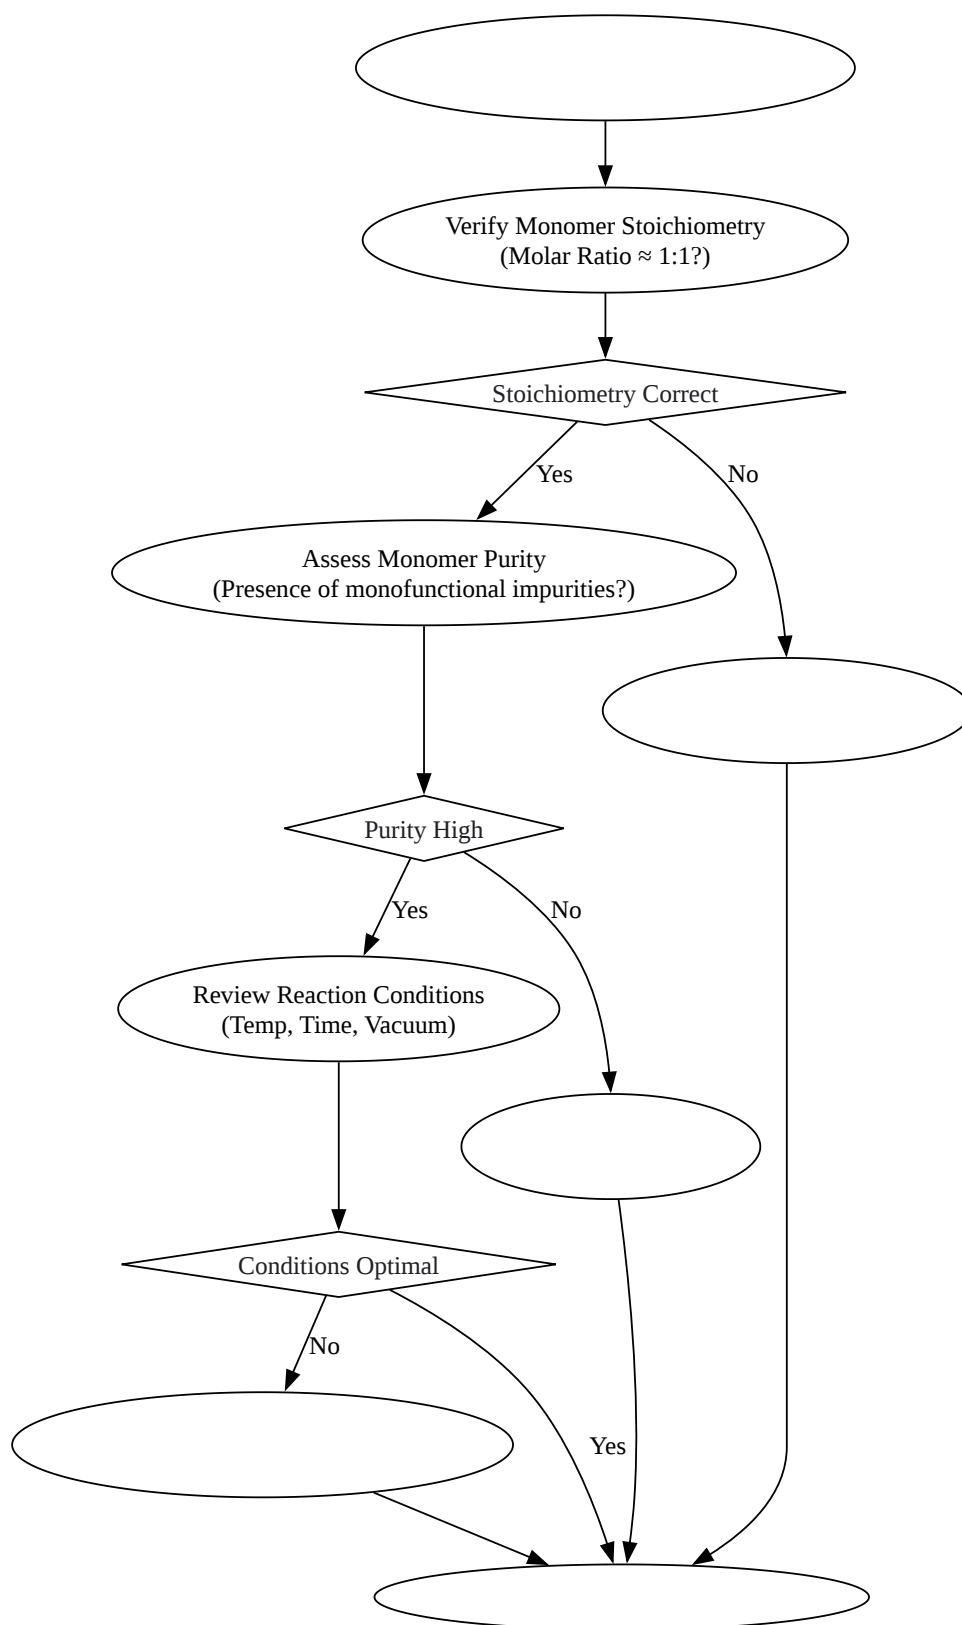 Verify Monomer Stoichiometry
(Molar Ratio ≈ 1:1?)
Stoichiometry Correct
Yes
No
Assess Monomer Purity
(Presence of monofunctional impurities?)
Purity High
Yes
No
Review Reaction Conditions
(Temp, Time, Vacuum)
Conditions Optimal
No
Yes